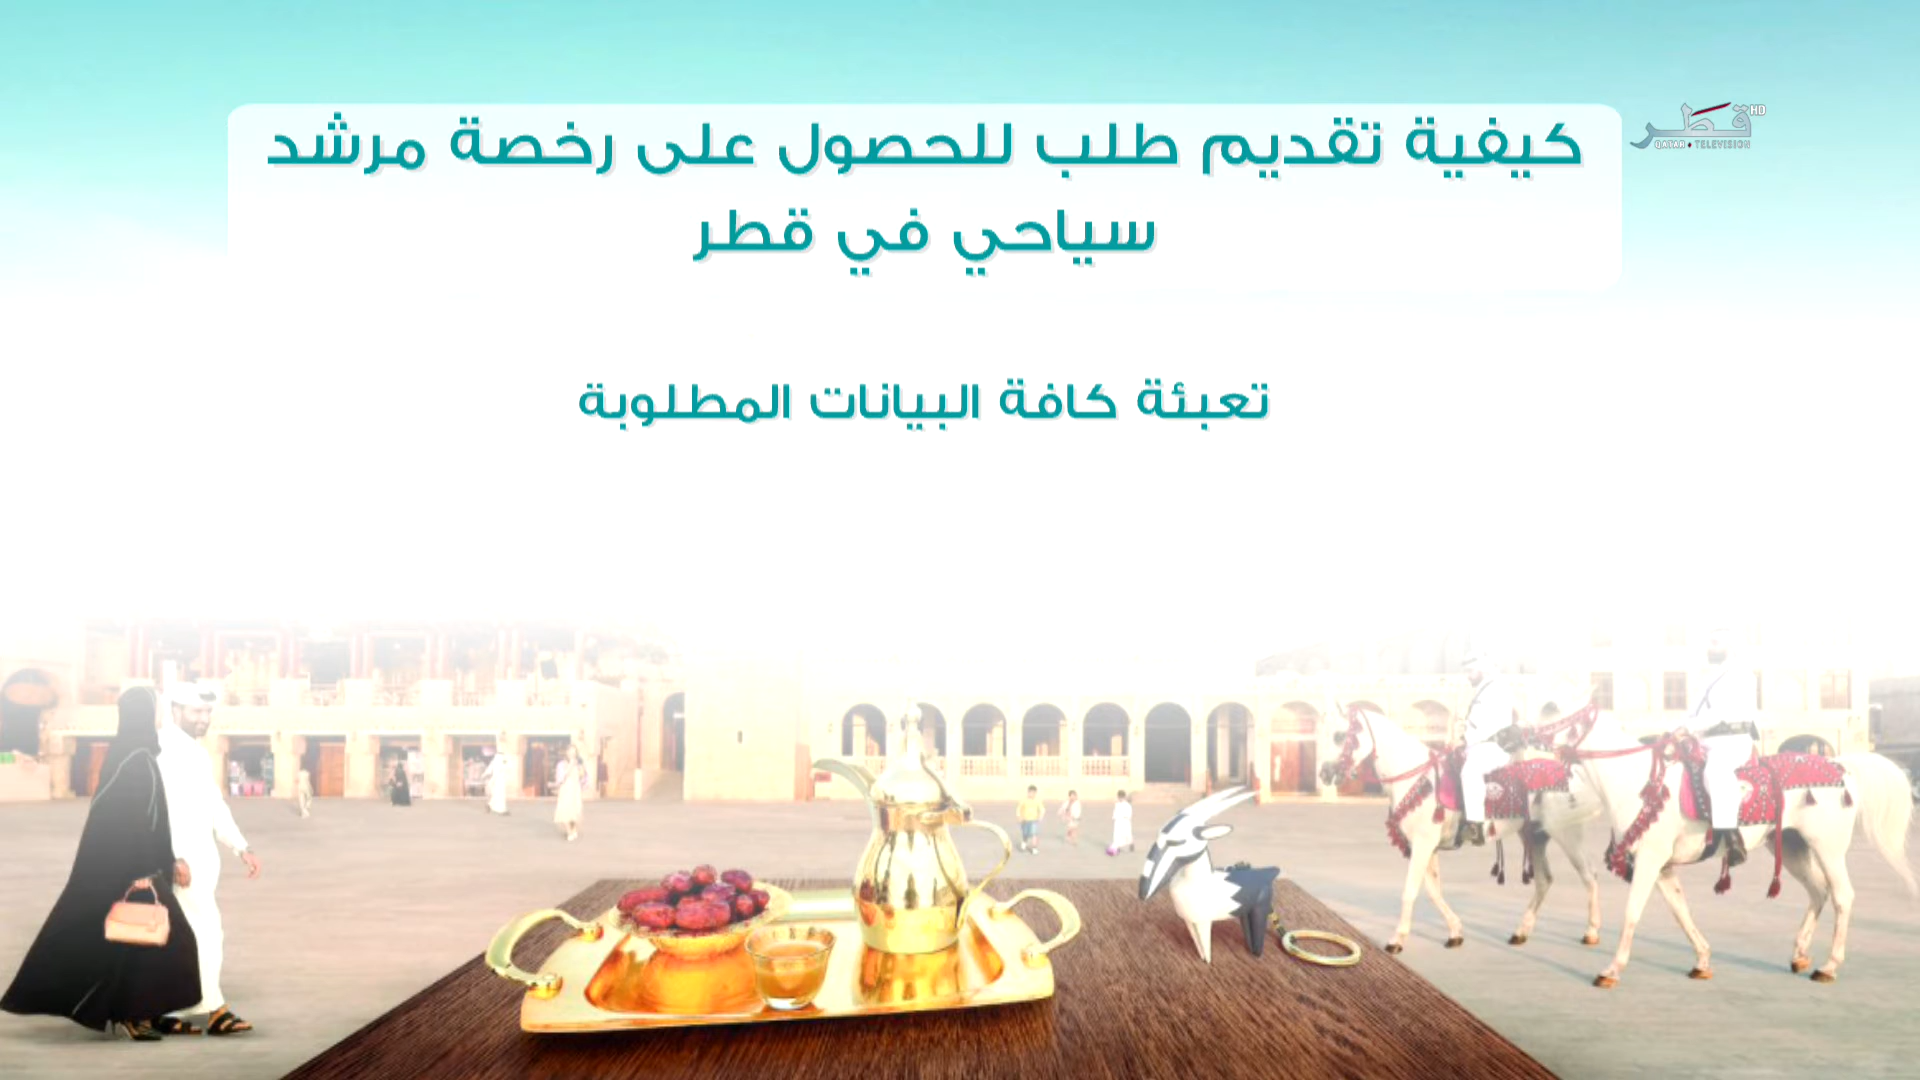 كيفية تقديم طلب للحصول على رخصة مرشد
سياحي في قطر
تعبئة كافة البيانات المطلوبة
قطر HD
QATAR TELEVISION